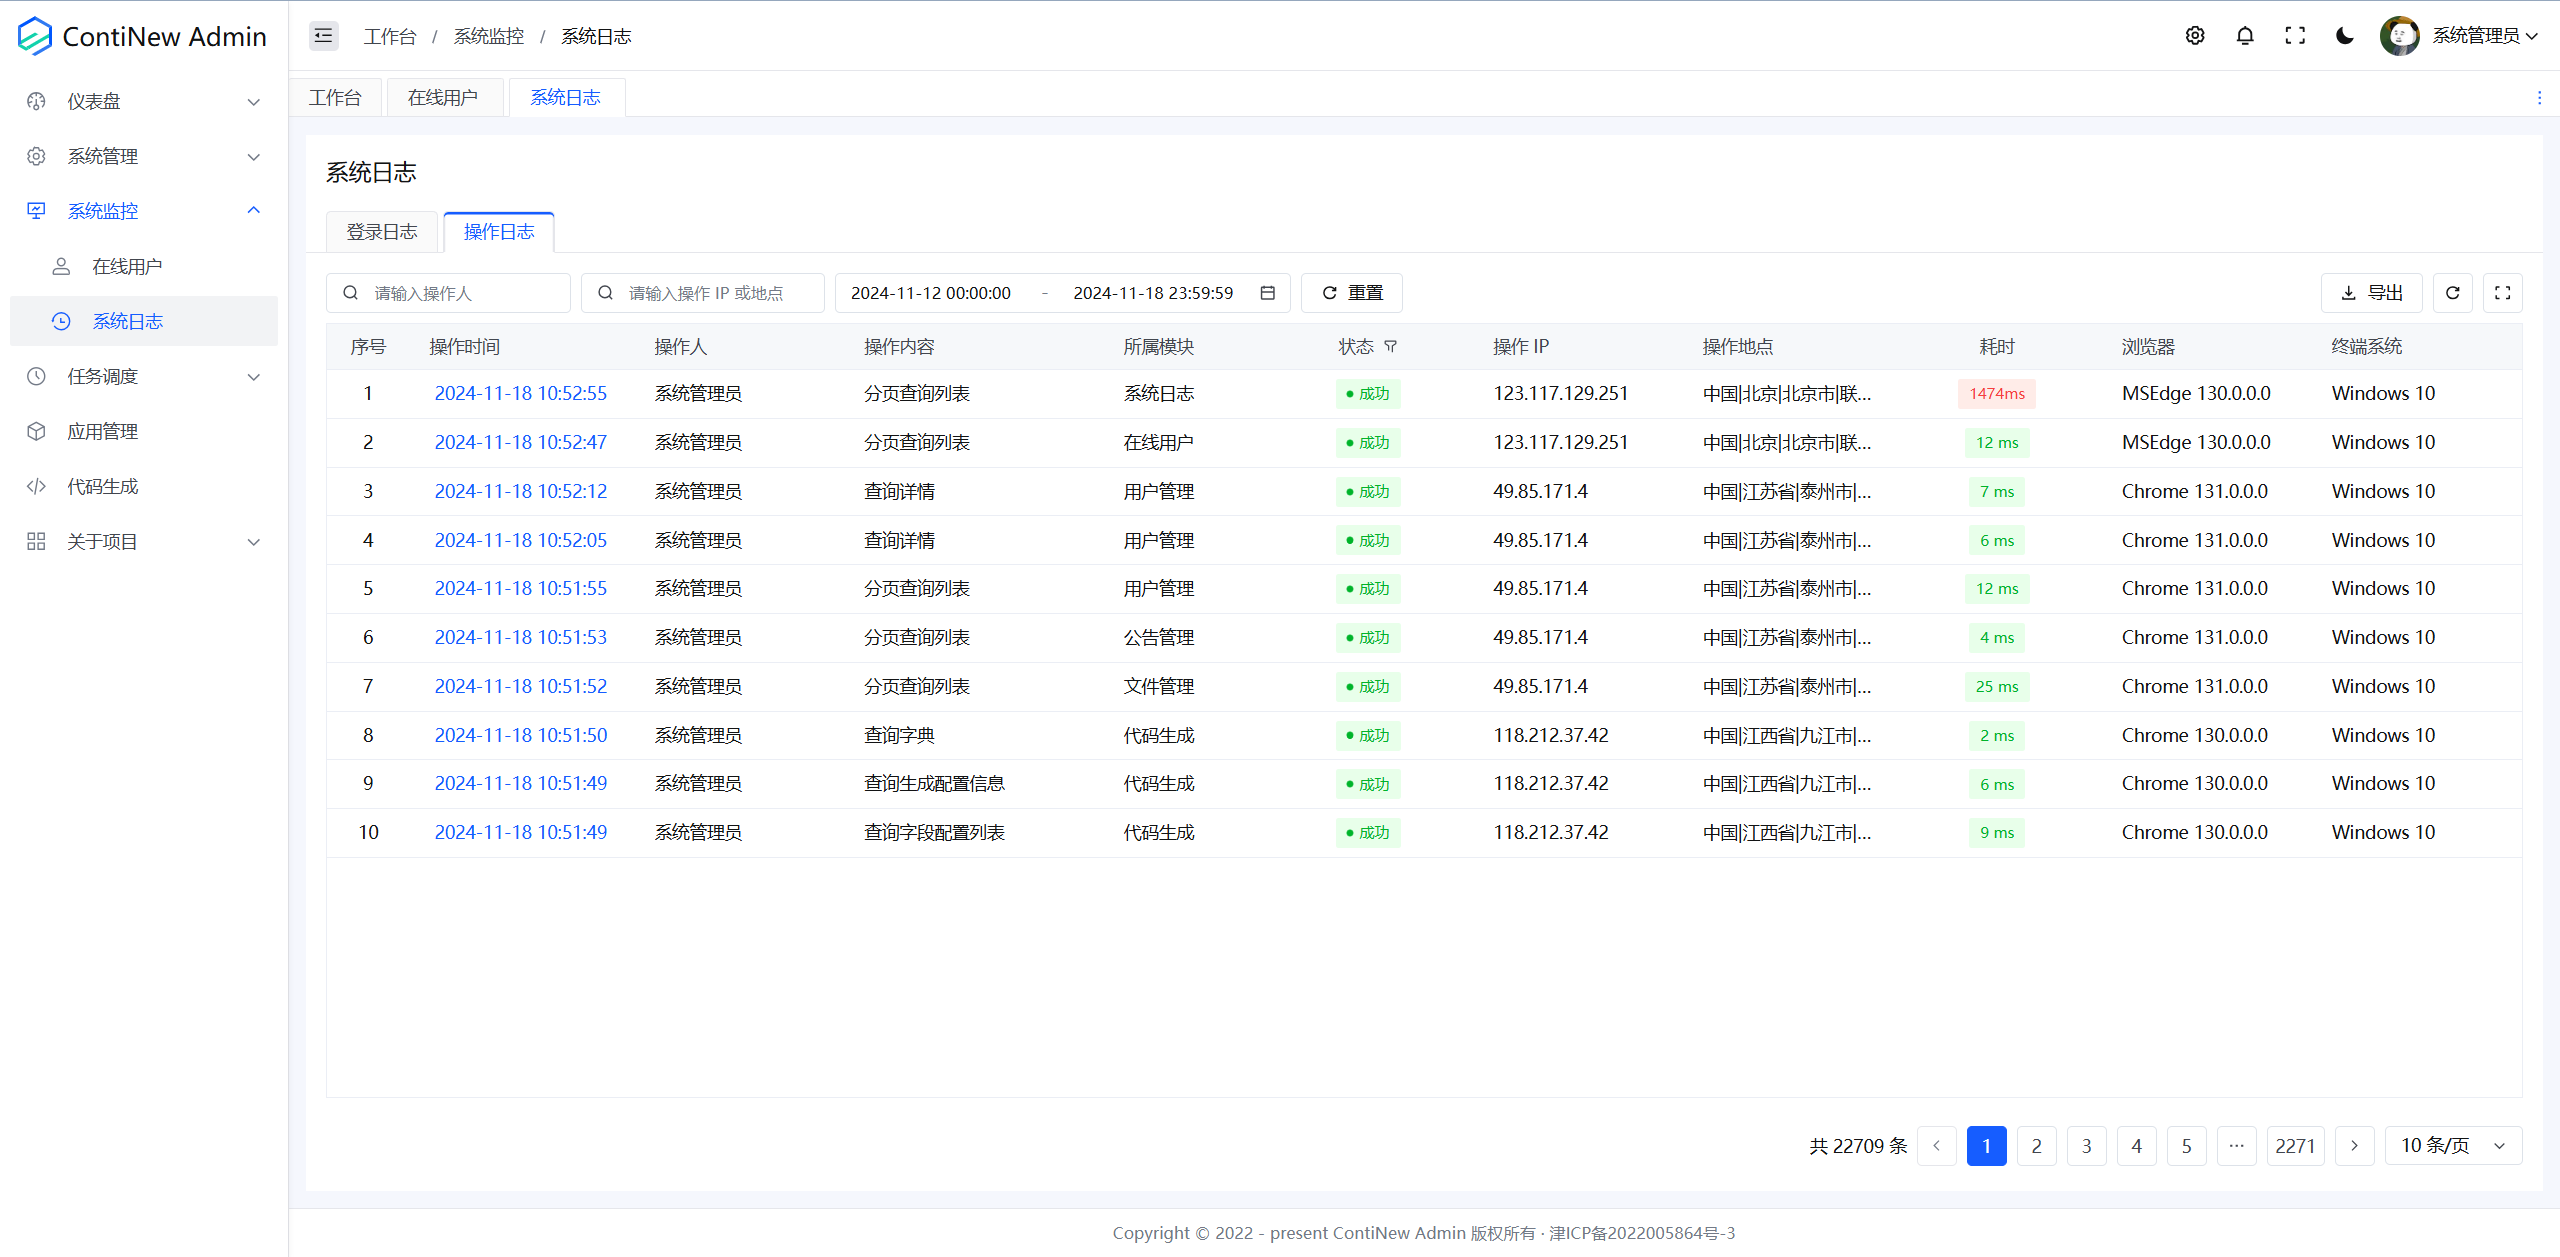 ContiNew Admin
工作台 / 系统监控 / 系统日志
系统管理员
仪表盘
系统管理
系统监控
在线用户
系统日志
任务调度
应用管理
代码生成
关于项目
工作台 在线用户 系统日志
系统日志
登录日志 操作日志
请输入操作人 请输入操作 IP 或地点 2024-11-12 00:00:00 - 2024-11-18 23:59:59 重置 导出
序号 操作时间 操作人 操作内容 所属模块 状态 操作 IP 操作地点 耗时 浏览器 终端系统
1 2024-11-18 10:52:55 系统管理员 分页查询列表 系统日志 成功 123.117.129.251 中国|北京|北京市|联... 1474ms MSEdge 130.0.0.0 Windows 10
2 2024-11-18 10:52:47 系统管理员 分页查询列表 在线用户 成功 123.117.129.251 中国|北京|北京市|联... 12 ms MSEdge 130.0.0.0 Windows 10
3 2024-11-18 10:52:12 系统管理员 查询详情 用户管理 成功 49.85.171.4 中国|江苏省|泰州市|... 7 ms Chrome 131.0.0.0 Windows 10
4 2024-11-18 10:52:05 系统管理员 查询详情 用户管理 成功 49.85.171.4 中国|江苏省|泰州市|... 6 ms Chrome 131.0.0.0 Windows 10
5 2024-11-18 10:51:55 系统管理员 分页查询列表 用户管理 成功 49.85.171.4 中国|江苏省|泰州市|... 12 ms Chrome 131.0.0.0 Windows 10
6 2024-11-18 10:51:53 系统管理员 分页查询列表 公告管理 成功 49.85.171.4 中国|江苏省|泰州市|... 4 ms Chrome 131.0.0.0 Windows 10
7 2024-11-18 10:51:52 系统管理员 分页查询列表 文件管理 成功 49.85.171.4 中国|江苏省|泰州市|... 25 ms Chrome 131.0.0.0 Windows 10
8 2024-11-18 10:51:50 系统管理员 查询字典 代码生成 成功 118.212.37.42 中国|江西省|九江市|... 2 ms Chrome 130.0.0.0 Windows 10
9 2024-11-18 10:51:49 系统管理员 查询生成配置信息 代码生成 成功 118.212.37.42 中国|江西省|九江市|... 6 ms Chrome 130.0.0.0 Windows 10
10 2024-11-18 10:51:49 系统管理员 查询字段配置列表 代码生成 成功 118.212.37.42 中国|江西省|九江市|... 9 ms Chrome 130.0.0.0 Windows 10
共 22709 条 1 2 3 4 5 ... 2271 10 条/页
Copyright © 2022 - present ContiNew Admin 版权所有 · 津ICP备2022005864号-3